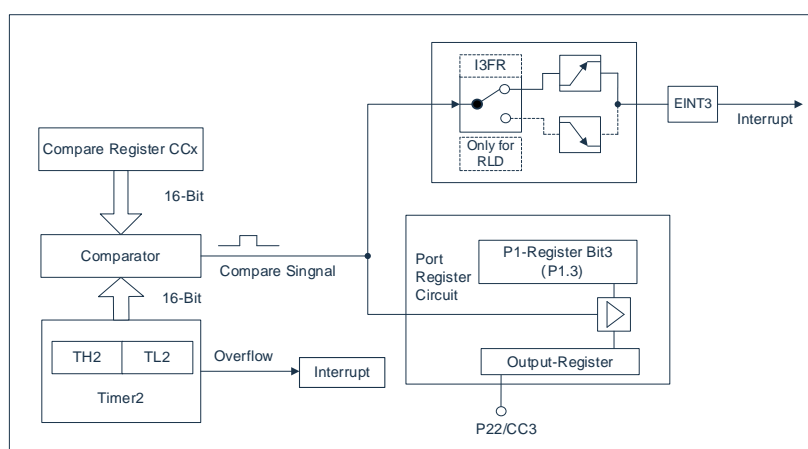 I3FR
Only for
RLD
EINT3
Interrupt
Compare Register CCx
16-Bit
Comparator
Compare Singnal
16-Bit
TH2
TL2
Timer2
Overflow
Interrupt
Port
Register
Circuit
P1-Register Bit3
(P1.3)
Output-Register
P22/CC3